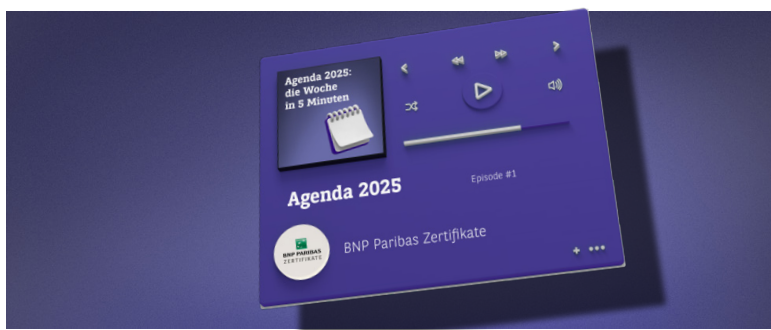 Agenda 2025:
die Woche
in 5 Minuten
Agenda 2025
Episode #1
BNP PARIBAS
ZERTIFIKATE
BNP Paribas Zertifikate